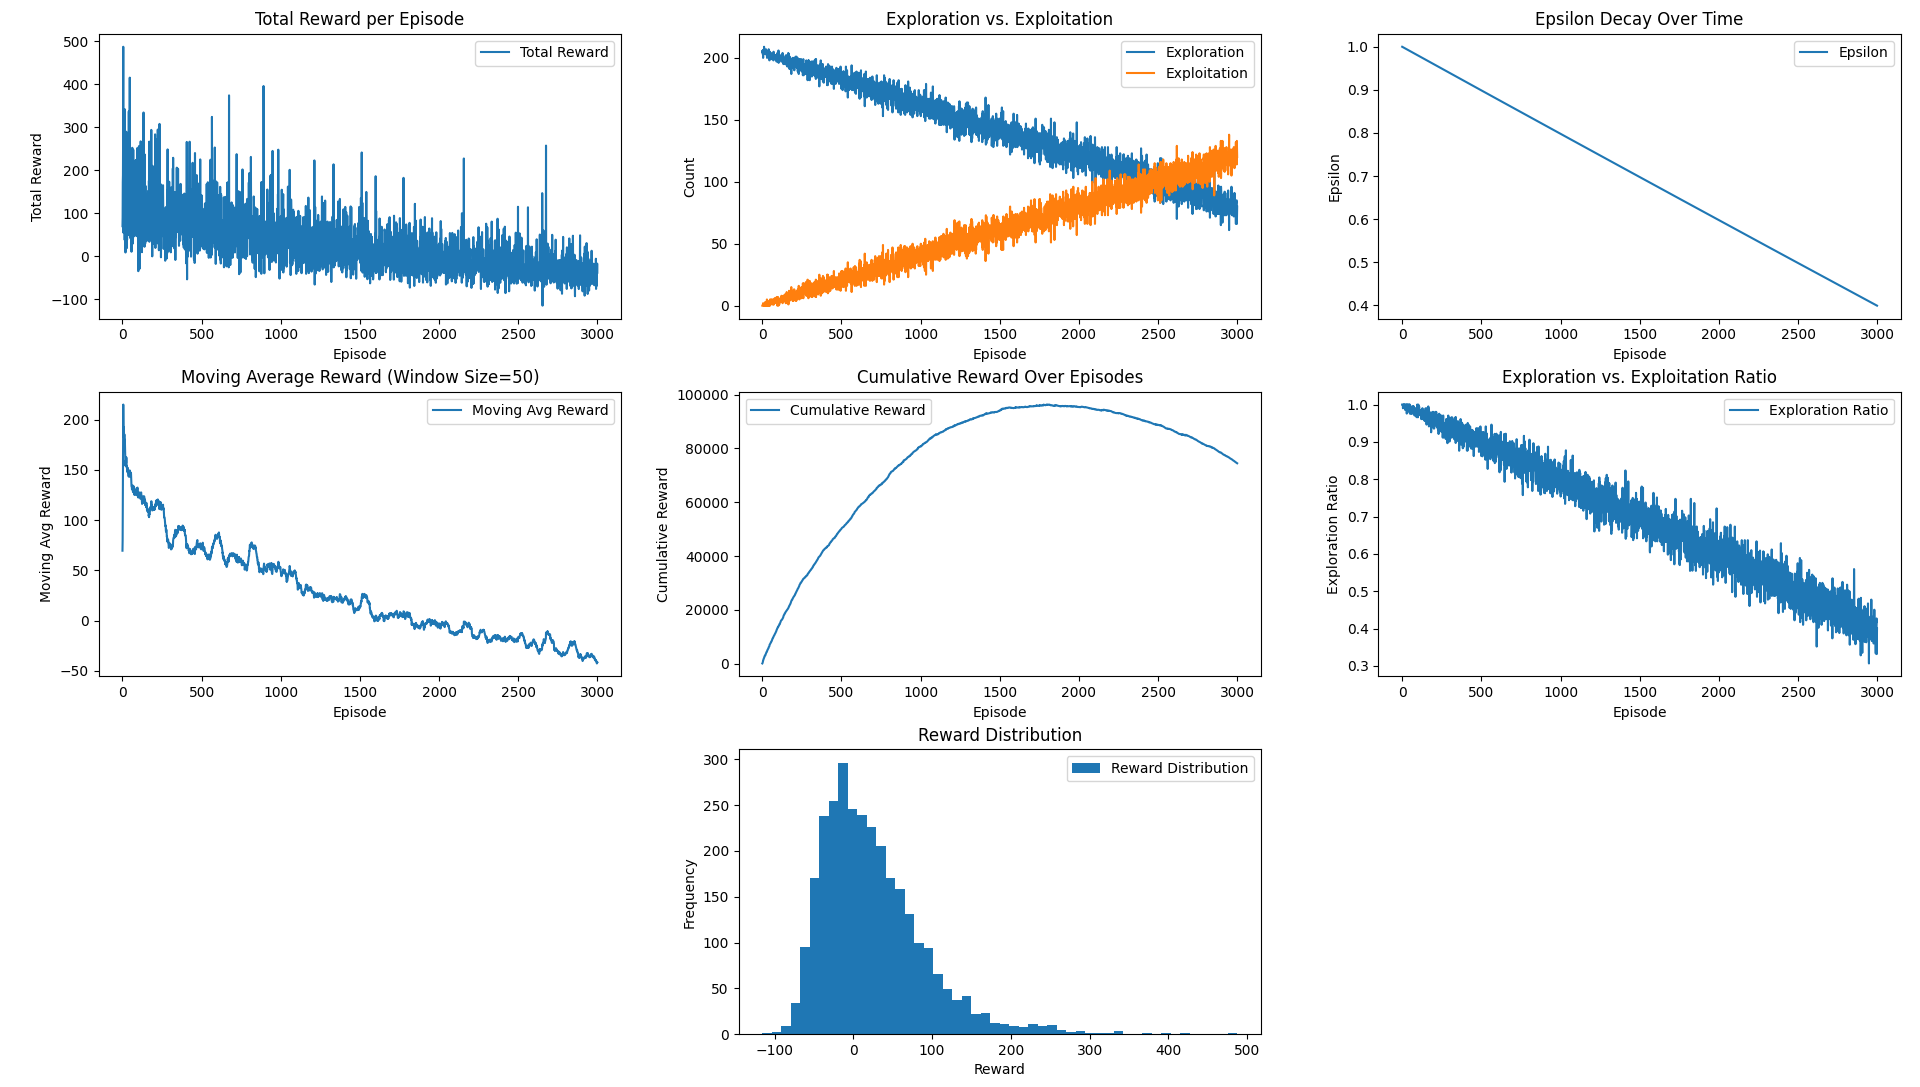 Total Reward per Episode
Total Reward
500
400
300
200
100
0
−100
Total Reward
0 500 1000 1500 2000 2500 3000
Episode
Exploration vs. Exploitation
Exploration
Exploitation
200
150
100
50
0
Count
0 500 1000 1500 2000 2500 3000
Episode
Epsilon Decay Over Time
Epsilon
1.0
0.9
0.8
0.7
0.6
0.5
0.4
Epsilon
0 500 1000 1500 2000 2500 3000
Episode
Moving Average Reward (Window Size=50)
Moving Avg Reward
200
150
100
50
0
−50
Moving Avg Reward
0 500 1000 1500 2000 2500 3000
Episode
Cumulative Reward Over Episodes
Cumulative Reward
100000
80000
60000
40000
20000
0
Cumulative Reward
0 500 1000 1500 2000 2500 3000
Episode
Exploration vs. Exploitation Ratio
Exploration Ratio
1.0
0.9
0.8
0.7
0.6
0.5
0.4
0.3
Exploration Ratio
0 500 1000 1500 2000 2500 3000
Episode
Reward Distribution
Reward Distribution
300
250
200
150
100
50
0
Frequency
−100 0 100 200 300 400 500
Reward